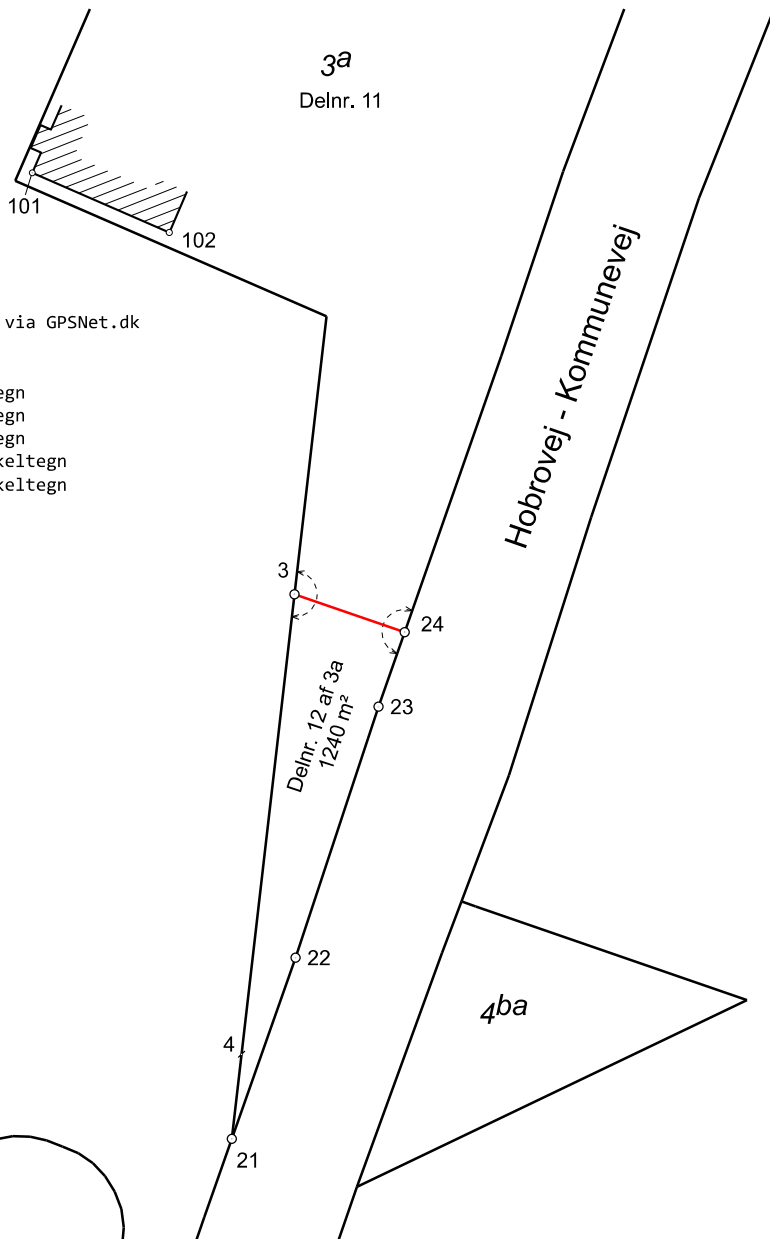 3a
Delnr. 11
101
102
via GPSNet.dk
egn
egn
egn
keltegn
keltegn
Hobrovej - Kommunevej
3
24
23
Delnr. 12 af 3a
1240 m²
22
4ba
4
21